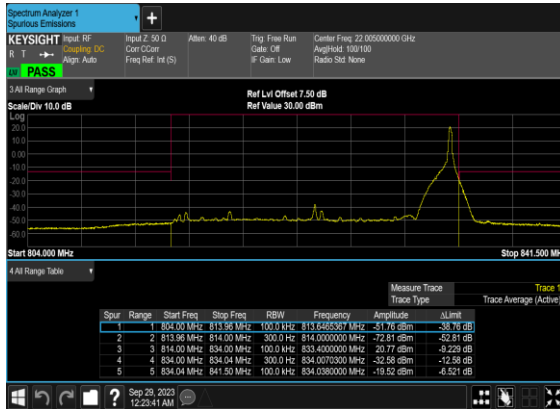 Spectrum Analyzer 1
Spurious Emissions
KEYSIGHT Input: RF Input Z: 50 Ω Atten: 40 dB Trig: Free Run Center Freq: 22.005000000 GHz
R T Coupling: DC Corr CCorr Gate: Off Avg|Hold: 100/100
Align: Auto Freq Ref: Int (S) IF Gain: Low Radio Std: None
PASS
3 All Range Graph
Ref Lvl Offset 7.50 dB
Scale/Div 10.0 dB Ref Value 30.00 dBm
Log
20.0
10.0
0.00
-10.0
-20.0
-30.0
-40.0
-50.0
-60.0
Start 804.000 MHz Stop 841.500 MH
4 All Range Table
Measure Trace Trace 1
Trace Type Trace Average (Active)
Spur Range Start Freq Stop Freq RBW Frequency Amplitude ΔLimit
1 1 804.00 MHz 813.96 MHz 100.0 kHz 813.6465367 MHz -51.76 dBm -38.76 dB
2 2 813.96 MHz 814.00 MHz 300.0 Hz 814.0000000 MHz -72.81 dBm -52.81 dB
3 3 814.00 MHz 834.00 MHz 100.0 kHz 833.4000000 MHz 20.77 dBm -9.229 dB
4 4 834.00 MHz 834.04 MHz 300.0 Hz 834.0070300 MHz -32.58 dBm -12.58 dB
5 5 834.04 MHz 841.50 MHz 100.0 kHz 834.0380000 MHz -19.52 dBm -6.521 dB
Sep 29, 2023
12:23:41 AM